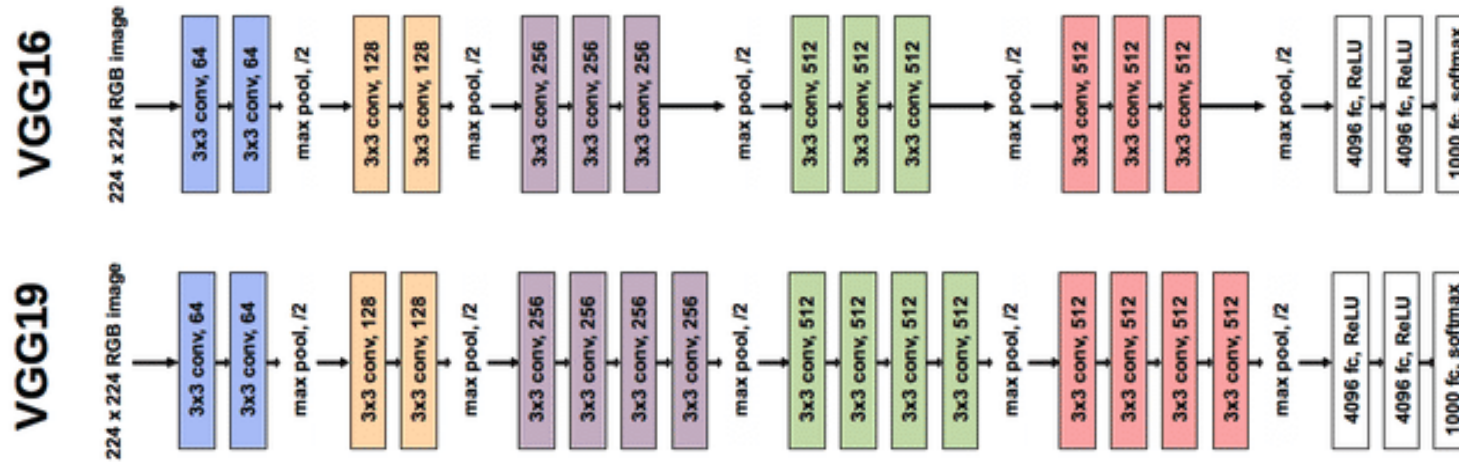 VGG16
224 x 224 RGB image
3x3 conv, 64
3x3 conv, 64
max pool, /2
3x3 conv, 128
3x3 conv, 128
max pool, /2
3x3 conv, 256
3x3 conv, 256
3x3 conv, 256
max pool, /2
3x3 conv, 512
3x3 conv, 512
3x3 conv, 512
max pool, /2
3x3 conv, 512
3x3 conv, 512
3x3 conv, 512
max pool, /2
4096 fc, ReLU
4096 fc, ReLU
1000 fc, softmax
VGG19
224 x 224 RGB image
3x3 conv, 64
3x3 conv, 64
max pool, /2
3x3 conv, 128
3x3 conv, 128
max pool, /2
3x3 conv, 256
3x3 conv, 256
3x3 conv, 256
3x3 conv, 256
max pool, /2
3x3 conv, 512
3x3 conv, 512
3x3 conv, 512
3x3 conv, 512
max pool, /2
3x3 conv, 512
3x3 conv, 512
3x3 conv, 512
3x3 conv, 512
max pool, /2
4096 fc, ReLU
4096 fc, ReLU
1000 fc, softmax